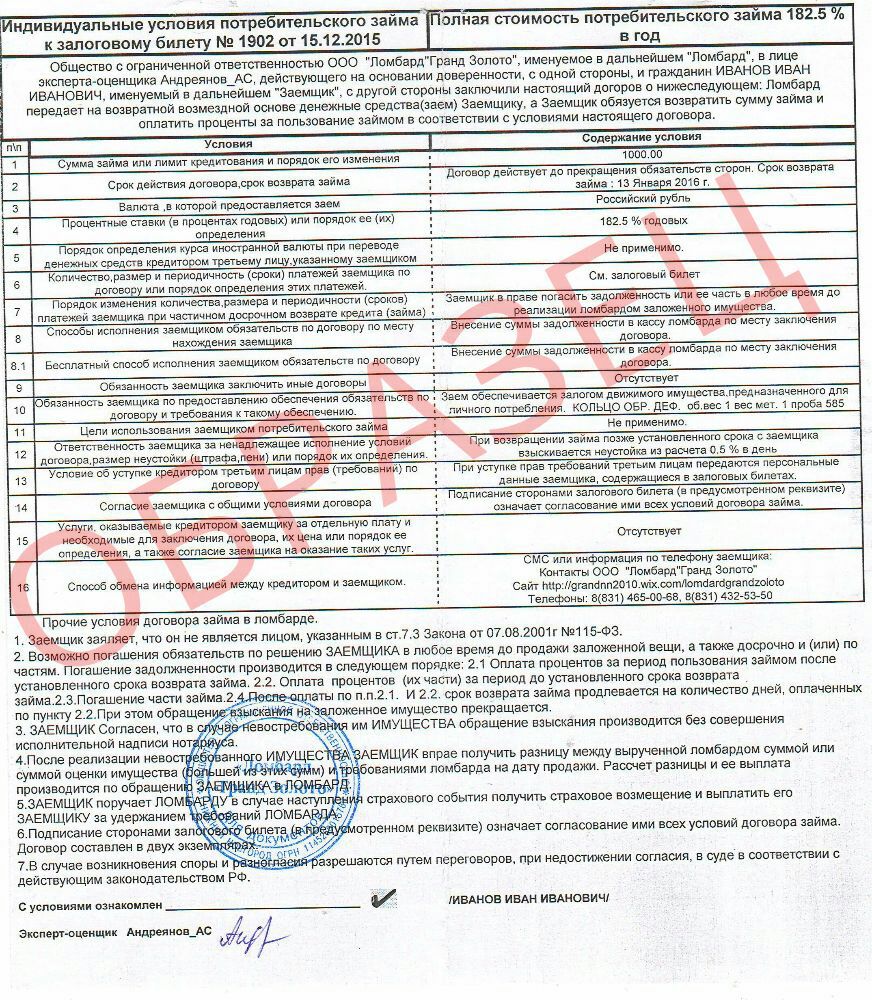 Индивидуальные условия потребительского займа
к залоговому билету № 1902 от 15.12.2015
Полная стоимость потребительского займа 182.5 %
в год
Общество с ограниченной ответственностью ООО "Ломбард"Гранд Золото", именуемое в дальнейшем "Ломбард", в лице
эксперта-оценщика Андреянов_АС, действующего на основании доверенности, с одной стороны, и гражданин ИВАНОВ ИВАН
ИВАНОВИЧ, именуемый в дальнейшем "Заемщик", с другой стороны заключили настоящий догоров о нижеследующем: Ломбард
передает на возвратной возмездной основе денежные средства(заем) Заемщику, а Заемщик обязуется возвратить сумму займа и
оплатить проценты за пользование займом в соответствии с условиями настоящего договора.
п\п
Условия
Содержание условия
1
Сумма займа или лимит кредитования и порядок его изменения
1000.00
2
Срок действия договора,срок возврата займа
Договор действует до прекращения обязательств сторон. Срок возврата
займа : 13 Января 2016 г.
3
Валюта ,в которой предоставляется заем
Российский рубль
4
Процентные ставки (в процентах годовых) или порядок ее (их)
определения
182.5 % годовых
5
Порядок определения курса иностранной валюты при переводе
денежных средств кредитором третьему лицу,указанному заемщиком
Не применимо.
6
Количество,размер и периодичность (сроки) платежей заемщика по
договору или порядок определения этих платежей.
См. залоговый билет
7
Порядок изменения количества,размера и периодичности (сроков)
платежей заемщика при частичном досрочном возврате кредита (займа)
Заемщик в праве погасить задолженность или ее часть в любое время до
реализации ломбардом заложенного имущества.
8
Способы исполнения заемщиком обязательств по договору по месту
нахождения заемщика
Внесение суммы задолженности в кассу ломбарда по месту заключения
договора.
8.1
Бесплатный способ исполнения заемщиком обязательств по договору
Внесение суммы задолженности в кассу ломбарда по месту заключения
договора.
9
Обязанность заемщика заключить иные договоры
Отсутствует
10
Обязанность заемщика по предоставлению обеспечения обязательств по
договору и требования к такому обеспечению.
Заем обеспечивается залогом движимого имущества,предназначенного для
личного потребления. КОЛЬЦО ОБР. ДЕФ. об.вес 1 вес мет. 1 проба 585
11
Цели использования заемщиком потребительского займа
Не применимо.
12
Ответственность заемщика за ненадлежащее исполнение условий
договора,размер неустойки (штрафа,пени) или порядок их определения.
При возвращении займа позже установленного срока с заемщика
взыскивается неустойка из расчета 0.5 % в день
13
Условие об уступке кредитором третьим лицам прав (требований) по
договору
При уступке прав требований третьим лицам передаются персональные
данные заемщика, содержащиеся в залоговых билетах.
14
Согласие заемщика с общими условиями договора
Подписание сторонами залогового билета (в предусмотренном реквизите)
означает согласование ими всех условий договора займа.
15
Услуги, оказываемые кредитором заемщику за отдельную плату и
необходимые для заключения договора, их цена или порядок ее
определения, а также согласие заемщика на оказание таких услуг.
Отсутствует
16
Способ обмена информацией между кредитором и заемщиком.
СМС или информация по телефону заемщика:
Контакты ООО "Ломбард"Гранд Золото"
Сайт http://grandnn2010.wix.com/lomdardgrandzoloto
Телефоны: 8(831) 465-00-68, 8(831) 432-53-50
ОБРАЗЕЦ
Прочие условия договора займа в ломбарде.
1. Заемщик заяляет, что он не является лицом, указанным в ст.7.3 Закона от 07.08.2001г №115-ФЗ.
2. Возможно погашения обязательств по решению ЗАЕМЩИКА в любое время до продажи заложенной вещи, а также досрочно и (или) по
частям. Погашение задолженности производится в следующем порядке: 2.1 Оплата процентов за период пользования займом после
установленного срока возврата займа. 2.2. Оплата процентов (их части) за период до установленного срока возврата
займа.2.3.Погашение части займа.2.4.После оплаты по п.п.2.1. И 2.2. срок возврата займа продлевается на количество дней, оплаченных
по пункту 2.2.При этом обращение взыскания на заложенное имущество прекращается.
3. ЗАЕМЩИК Согласен, что в случае невостребования им ИМУЩЕСТВА обращение взыскания производится без совершения
исполнительной надписи нотариуса.
4.После реализации невостребованного ИМУЩЕСТВА ЗАЕМЩИК вправе получить разницу между вырученной ломбардом суммой или
суммой оценки имущества (большей из этих сумм) и требованиями ломбарда на дату продажи. Рассчет разницы и ее выплата
производится по обращению ЗАЕМЩИКА в ЛОМБАРД.
5.ЗАЕМЩИК поручает ЛОМБАРДУ в случае наступления страхового события получить страховое возмещение и выплатить его
ЗАЕМЩИКУ за удержанием требований ЛОМБАРДА.
6.Подписание сторонами залогового билета (в предусмотренном реквизите) означает согласование ими всех условий договора займа.
Договор составлен в двух экземплярах.
7.В случае возникновения споры и разногласия разрешаются путем переговоров, при недостижении согласия, в суде в соответствии с
действующим законодательством РФ.
«Ломбард
Гранд Золото»
Для документов
С условиями ознакомлен
/ИВАНОВ ИВАН ИВАНОВИЧ/
Эксперт-оценщик Андреянов_АС